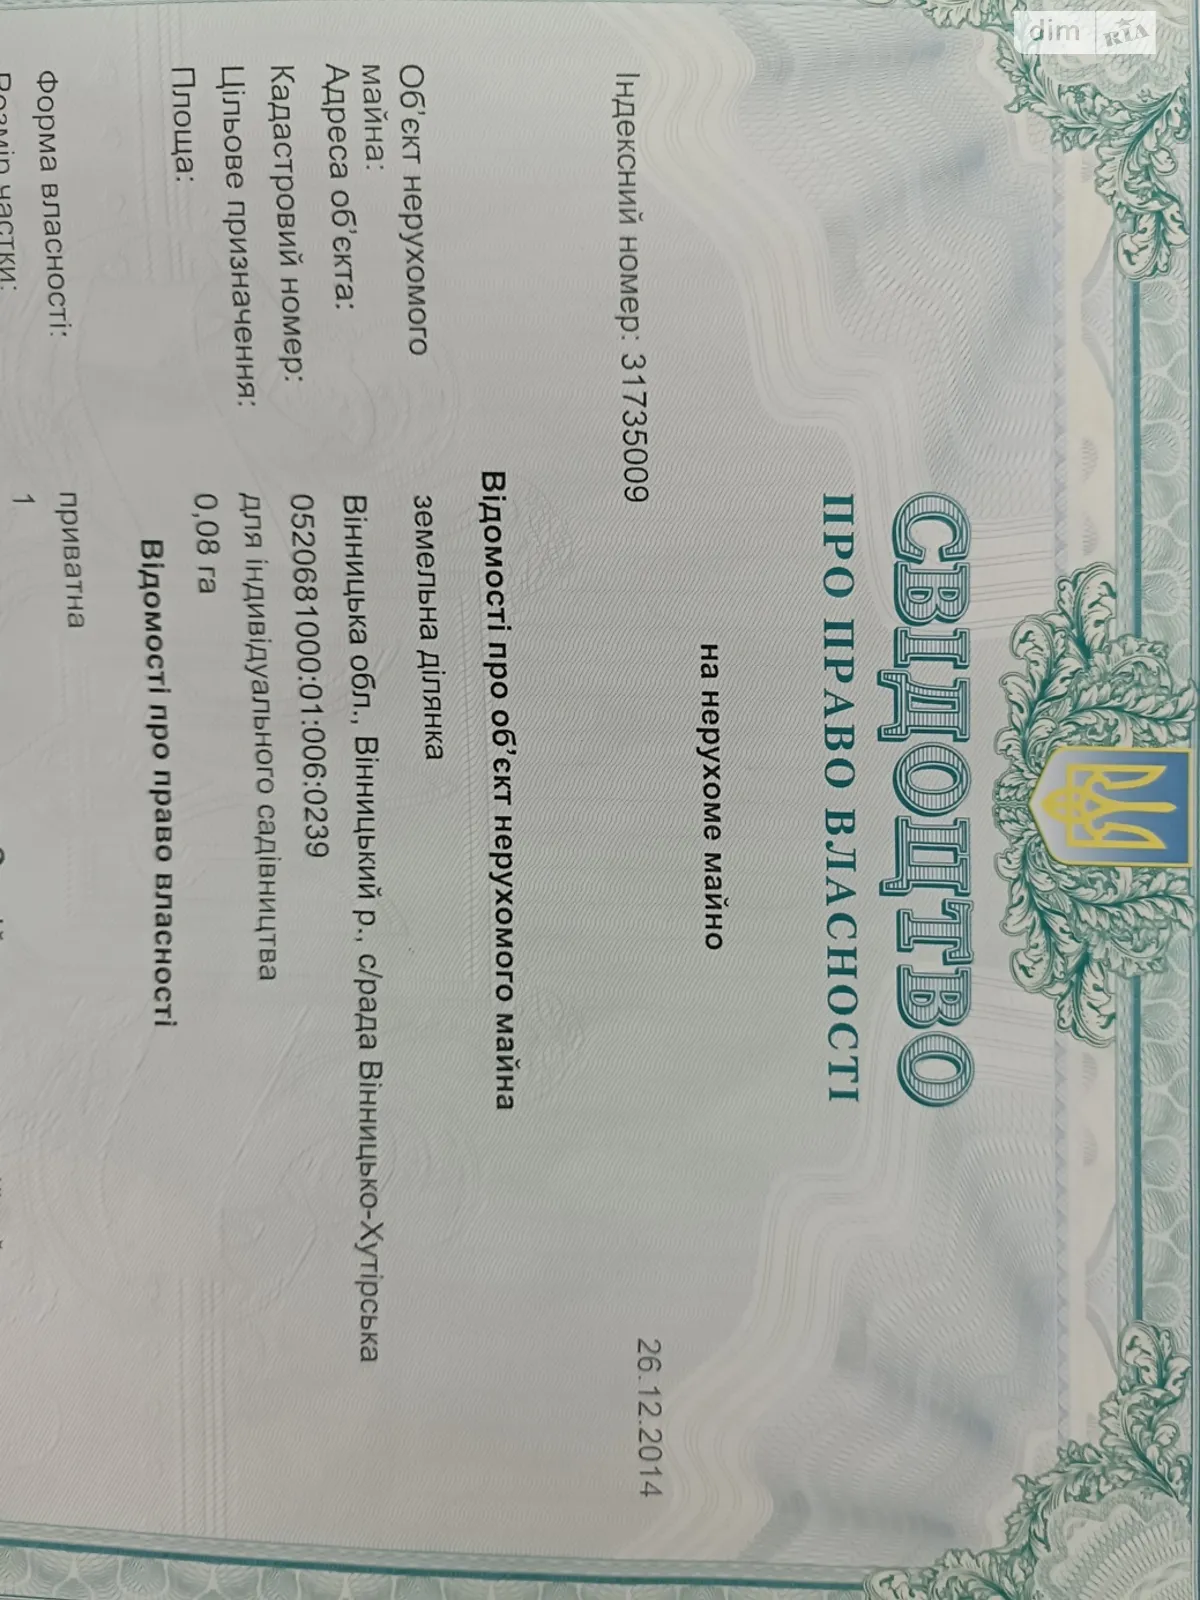 dim RIA
СВІДОЦТВО
ПРО ПРАВО ВЛАСНОСТІ
на нерухоме майно
Індексний номер: 31735009 26.12.2014
Відомості про об'єкт нерухомого майна
Об'єкт нерухомого земельна ділянка
майна:
Адреса об'єкта: Вінницька обл., Вінницький р., с/рада Вінницько-Хутірська
Кадастровий номер: 0520681000:01:006:0239
Цільове призначення: для індивідуального садівництва
Площа: 0,08 га
Відомості про право власності
Форма власності: приватна
Розмір частки: 1